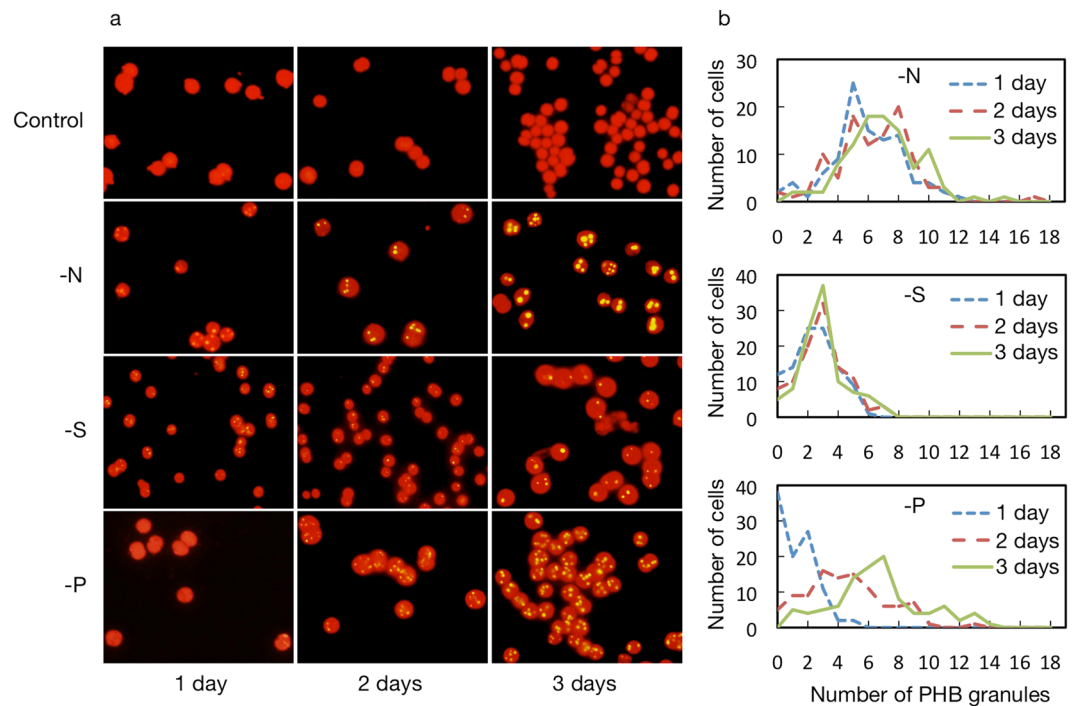 a
Control
-N
-S
-P
1 day
2 days
3 days
b
Number of cells
30
20
10
0
-N
1 day
2 days
3 days
0 2 4 6 8 10 12 14 16 18
Number of cells
40
30
20
10
0
-S
1 day
2 days
3 days
0 2 4 6 8 10 12 14 16 18
Number of cells
40
30
20
10
0
-P
1 day
2 days
3 days
0 2 4 6 8 10 12 14 16 18
Number of PHB granules